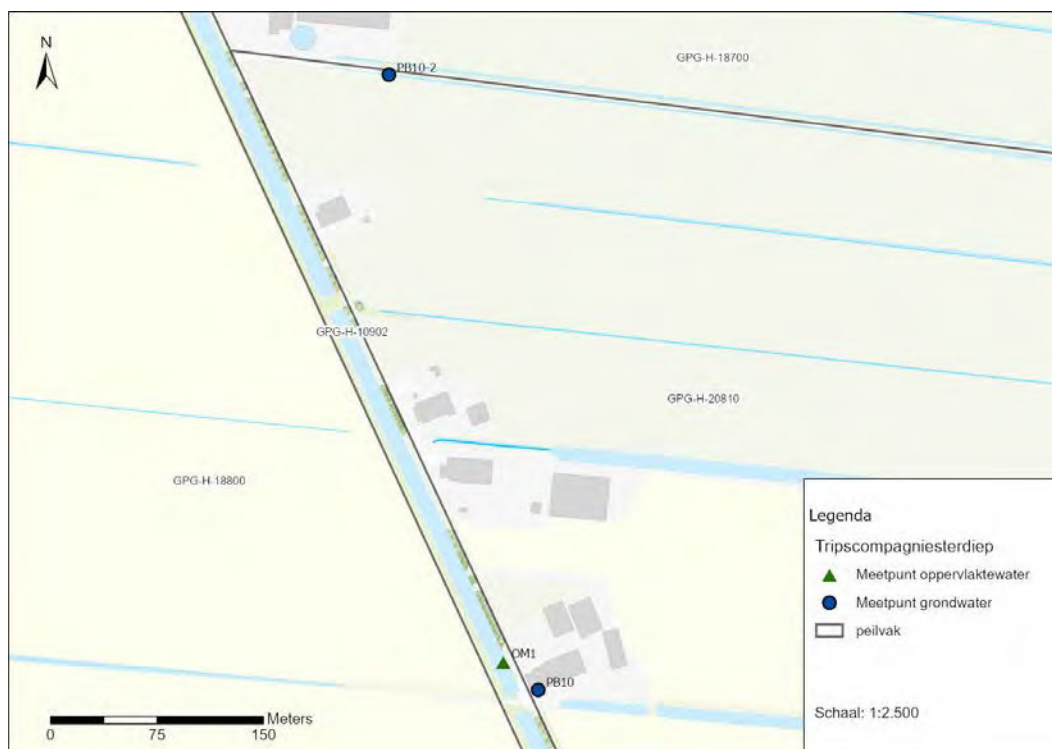 N
PB10-2
GPG-H-18700
GPG-H-10902
GPG-H-20810
GPG-H-18800
OM1
PB10
Meters
0 75 150
Legenda
Tripscompagniesterdiep
Meetpunt oppervlaktewater
Meetpunt grondwater
peilvak
Schaal: 1:2.500